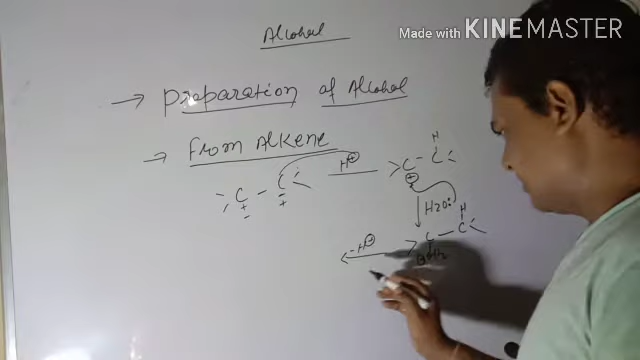 Made with KINEMASTER
Alcohol
→ Preparation of Alcohol
→ From Alkene
H⊕
C - C
H
C - C
⊕
H2O:
H
C - C
-H⊕